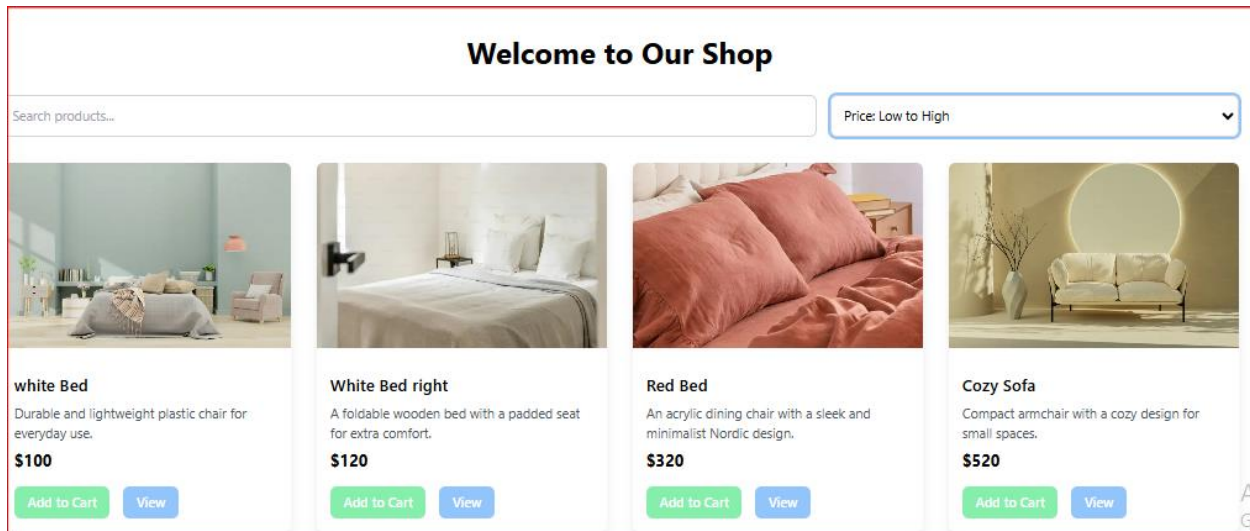 Welcome to Our Shop
Search products...
Price: Low to High
white Bed
Durable and lightweight plastic chair for
everyday use.
$100
Add to Cart
View
White Bed right
A foldable wooden bed with a padded seat
for extra comfort.
$120
Add to Cart
View
Red Bed
An acrylic dining chair with a sleek and
minimalist Nordic design.
$320
Add to Cart
View
Cozy Sofa
Compact armchair with a cozy design for
small spaces.
$520
Add to Cart
View